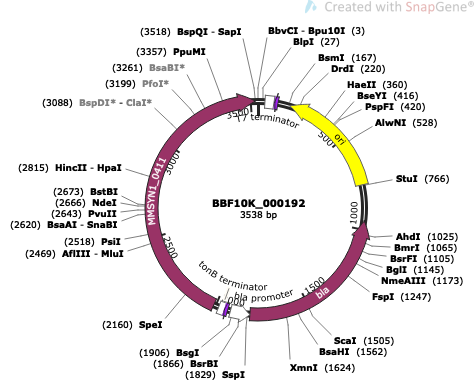 Created with SnapGene®
(3518) BspQI - SapI
BbvCI - Bpu10I (3)
BlpI (27)
(3357) PpuMI
BsmI (167)
(3261) BsaBI*
DrdI (220)
(3199) PfoI*
HaeII (360)
BseYI (416)
(3088) BspDI* - ClaI*
PspFI (420)
AlwNI (528)
T7 terminator
3500
ori
500
3000
(2815) HincII - HpaI
MMSYN1_0411
StuI (766)
(2673) BstBI
(2666) NdeI
(2643) PvuII
(2620) BsaAI - SnaBI
BBF10K_000192
3538 bp
1000
(2518) PsiI
(2469) AflIII - MluI
2500
AhdI (1025)
BmrI (1065)
BsrFI (1105)
BglI (1145)
NmeAIII (1173)
FspI (1247)
tonB terminator
bla promoter
1500
bla
(2160) SpeI
ScaI (1505)
BsaHI (1562)
XmnI (1624)
(1906) BsgI
(1866) BsrBI
(1829) SspI